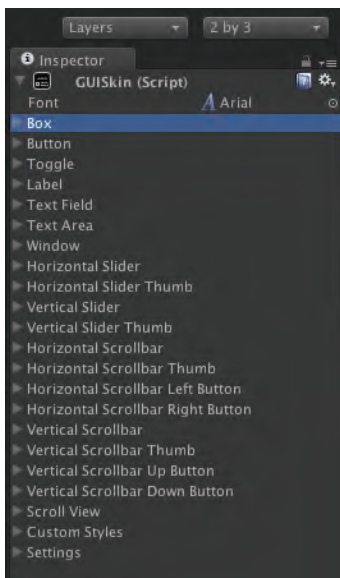 Layers 2 by 3
Inspector
GUISkin (Script)
Font A Arial
Box
Button
Toggle
Label
Text Field
Text Area
Window
Horizontal Slider
Horizontal Slider Thumb
Vertical Slider
Vertical Slider Thumb
Horizontal Scrollbar
Horizontal Scrollbar Thumb
Horizontal Scrollbar Left Button
Horizontal Scrollbar Right Button
Vertical Scrollbar
Vertical Scrollbar Thumb
Vertical Scrollbar Up Button
Vertical Scrollbar Down Button
Scroll View
Custom Styles
Settings